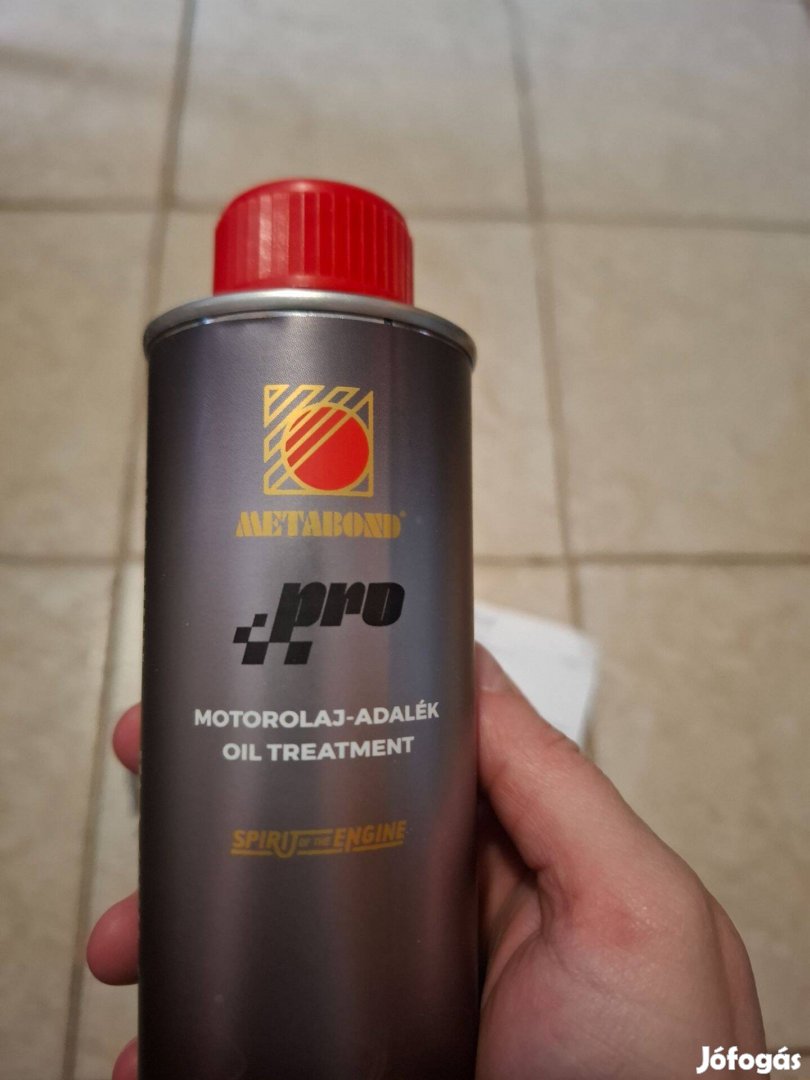 METABOND®
pro
MOTOROLAJ-ADALÉK
OIL TREATMENT
SPIRIT OF THE ENGINE
Jófogás